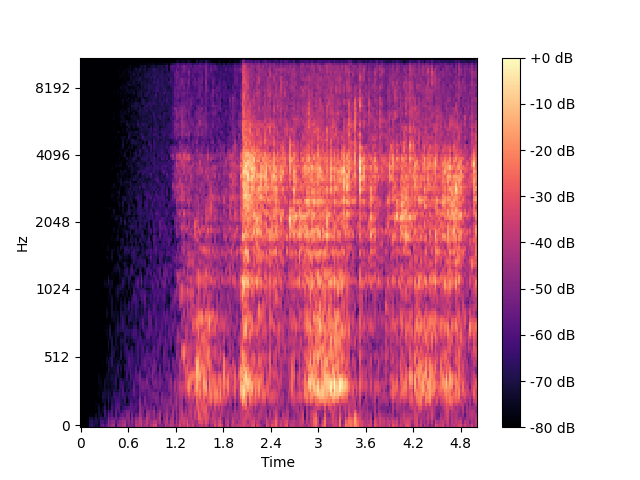 +0 dB
8192
-10 dB
4096
-20 dB
-30 dB
2048
-40 dB
Hz
1024
-50 dB
-60 dB
512
-70 dB
0
-80 dB
0 0.6 1.2 1.8 2.4 3 3.6 4.2 4.8
Time